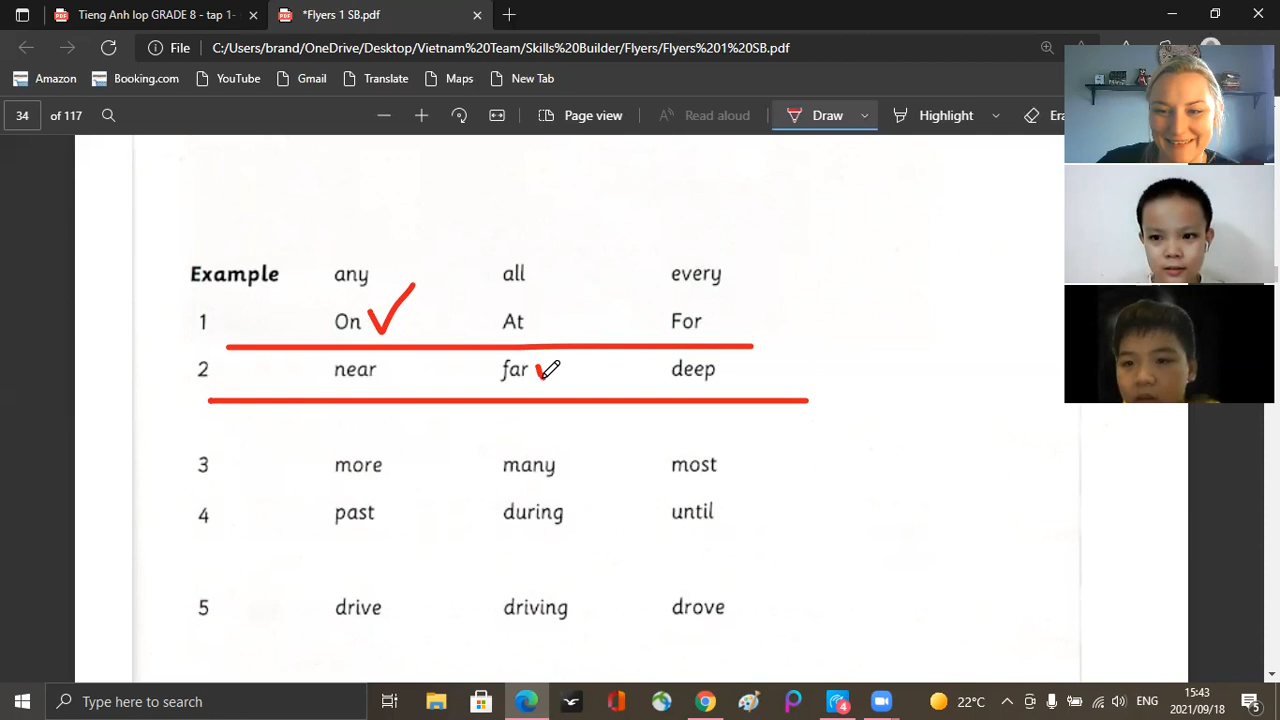 Tieng Anh lop GRADE 8 - tap 1-
*Flyers 1 SB.pdf
File C:/Users/brand/OneDrive/Desktop/Vietnam%20Team/Skills%20Builder/Flyers/Flyers%201%20SB.pdf
Amazon Booking.com YouTube Gmail Translate Maps New Tab
34 of 117 Page view Read aloud Draw Highlight Era
Example any all every
1 On At For
2 near far deep
3 more many most
4 past during until
5 drive driving drove
Type here to search
4
22°C
ENG
15:43
2021/09/18
5